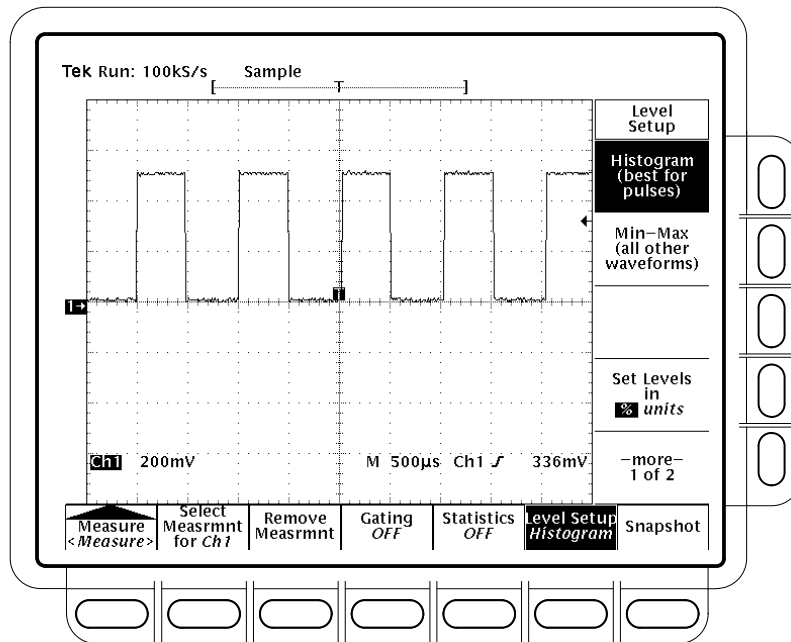 Tek Run: 100kS/s Sample
[ T ]
Level
Setup
Histogram
(best for
pulses)
Min-Max
(all other
waveforms)
T
1→
Set Levels
in
% units
Ch1 200mV M 500µs Ch1 336mV
-more-
1 of 2
Measure
<Measure>
Select
Measrmnt
for Ch1
Remove
Measrmnt
Gating
OFF
Statistics
OFF
Level Setup
Histogram
Snapshot